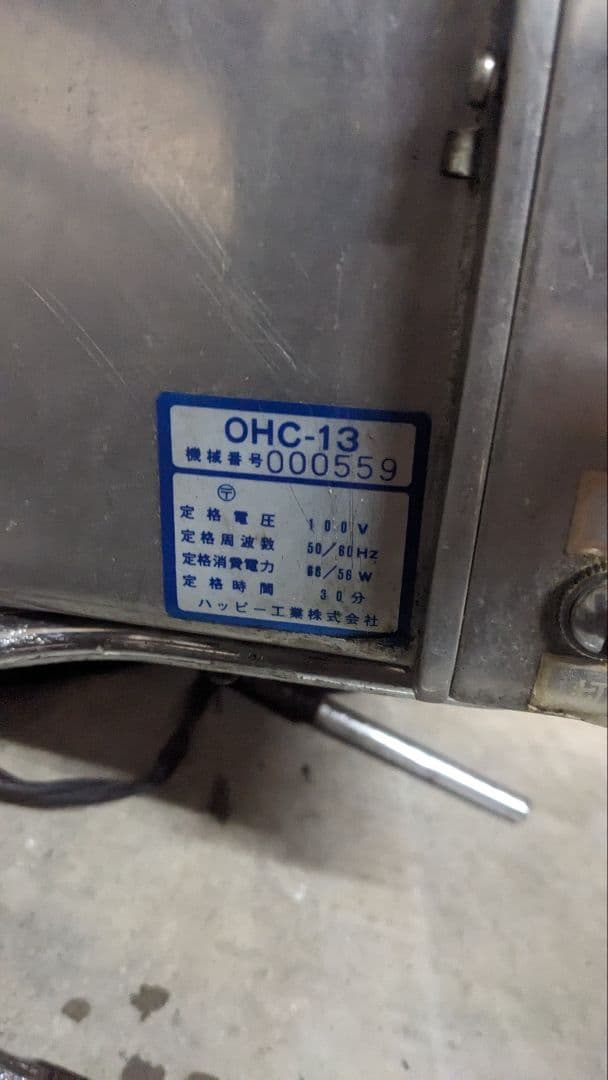 OHC-13
機械番号000559
〒
定格電圧 100V
定格周波数 50/60Hz
定格消費電力 66/56W
定格時間 30分
ハッピー工業株式会社